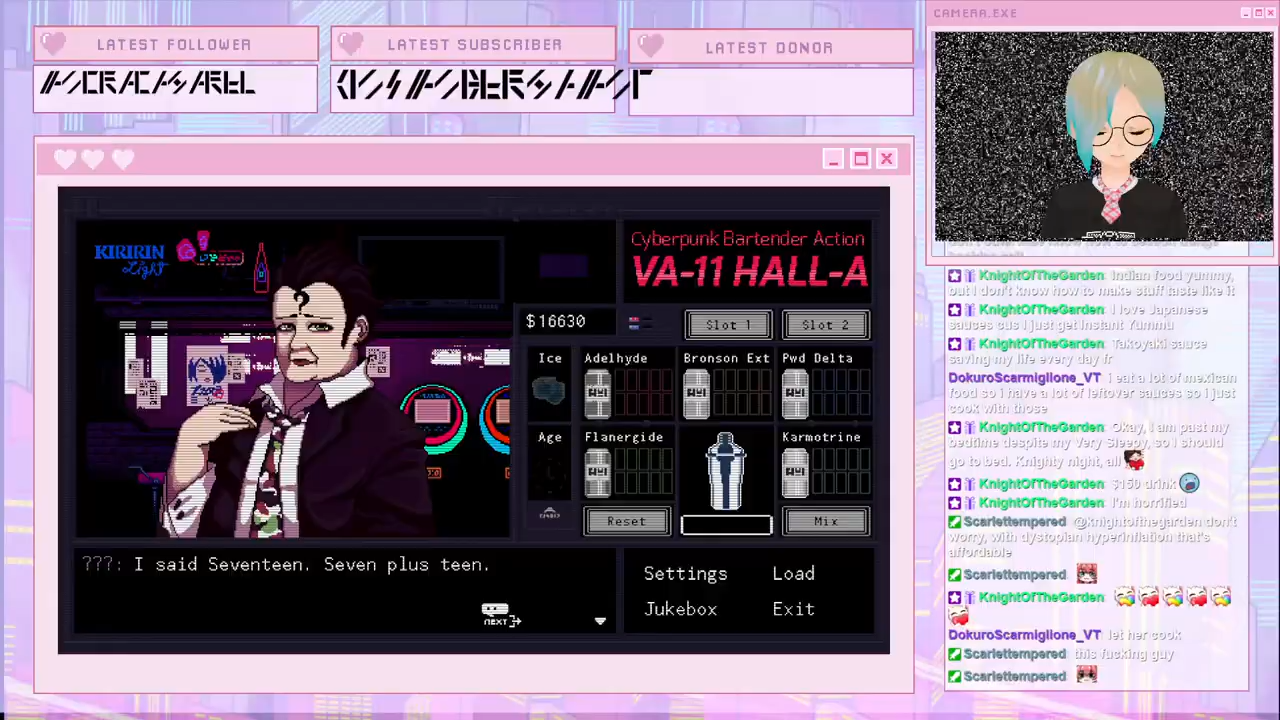 LATEST FOLLOWER
LATEST SUBSCRIBER
LATEST DONOR
CAMERA.EXE
KIRIRIN
Light
Cyberpunk Bartender Action
VA-11 HALL-A
$16630
Slot 1
Slot 2
Ice
Adelhyde
Bronson Ext
Pwd Delta
Age
Flanergide
Karmotrine
Reset
Mix
???: I said Seventeen. Seven plus teen.
NEXT
Settings
Load
Jukebox
Exit
KnightOfTheGarden: Indian food yummy,
but I don't know how to make stuff taste like it
KnightOfTheGarden: I love Japanese
sauces cus I just get Instant Yummu
KnightOfTheGarden: Takoyaki sauce
saving my life every day fr
DokuroScarmiglione_VT: i eat a lot of mexican
food so i have a lot of leftover sauces so i just
cook with those
KnightOfTheGarden: Okay, I am past my
bedtime despite my Very Sleepy, so I should
go to bed. Knighty night, all
KnightOfTheGarden: $150 drink
KnightOfTheGarden: I'm horrified
Scarlettempered: @knightofthegarden don't
worry, with dystopian hyperinflation that's
affordable
Scarlettempered:
KnightOfTheGarden:
DokuroScarmiglione_VT: let her cook
Scarlettempered: this fucking guy
Scarlettempered: